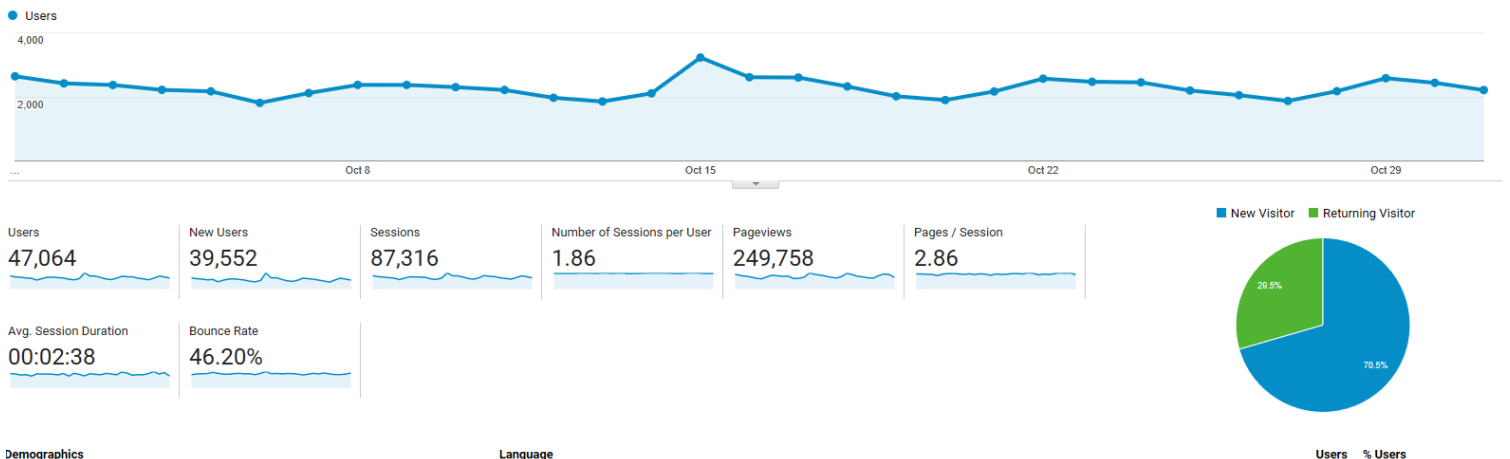 Users
4,000
2,000
...
Oct 8
Oct 15
Oct 22
Oct 29
New Visitor Returning Visitor
Users
47,064
New Users
39,552
Sessions
87,316
Number of Sessions per User
1.86
Pageviews
249,758
Pages / Session
2.86
Avg. Session Duration
00:02:38
Bounce Rate
46.20%
29.5%
70.5%
Demographics
Language
Users % Users